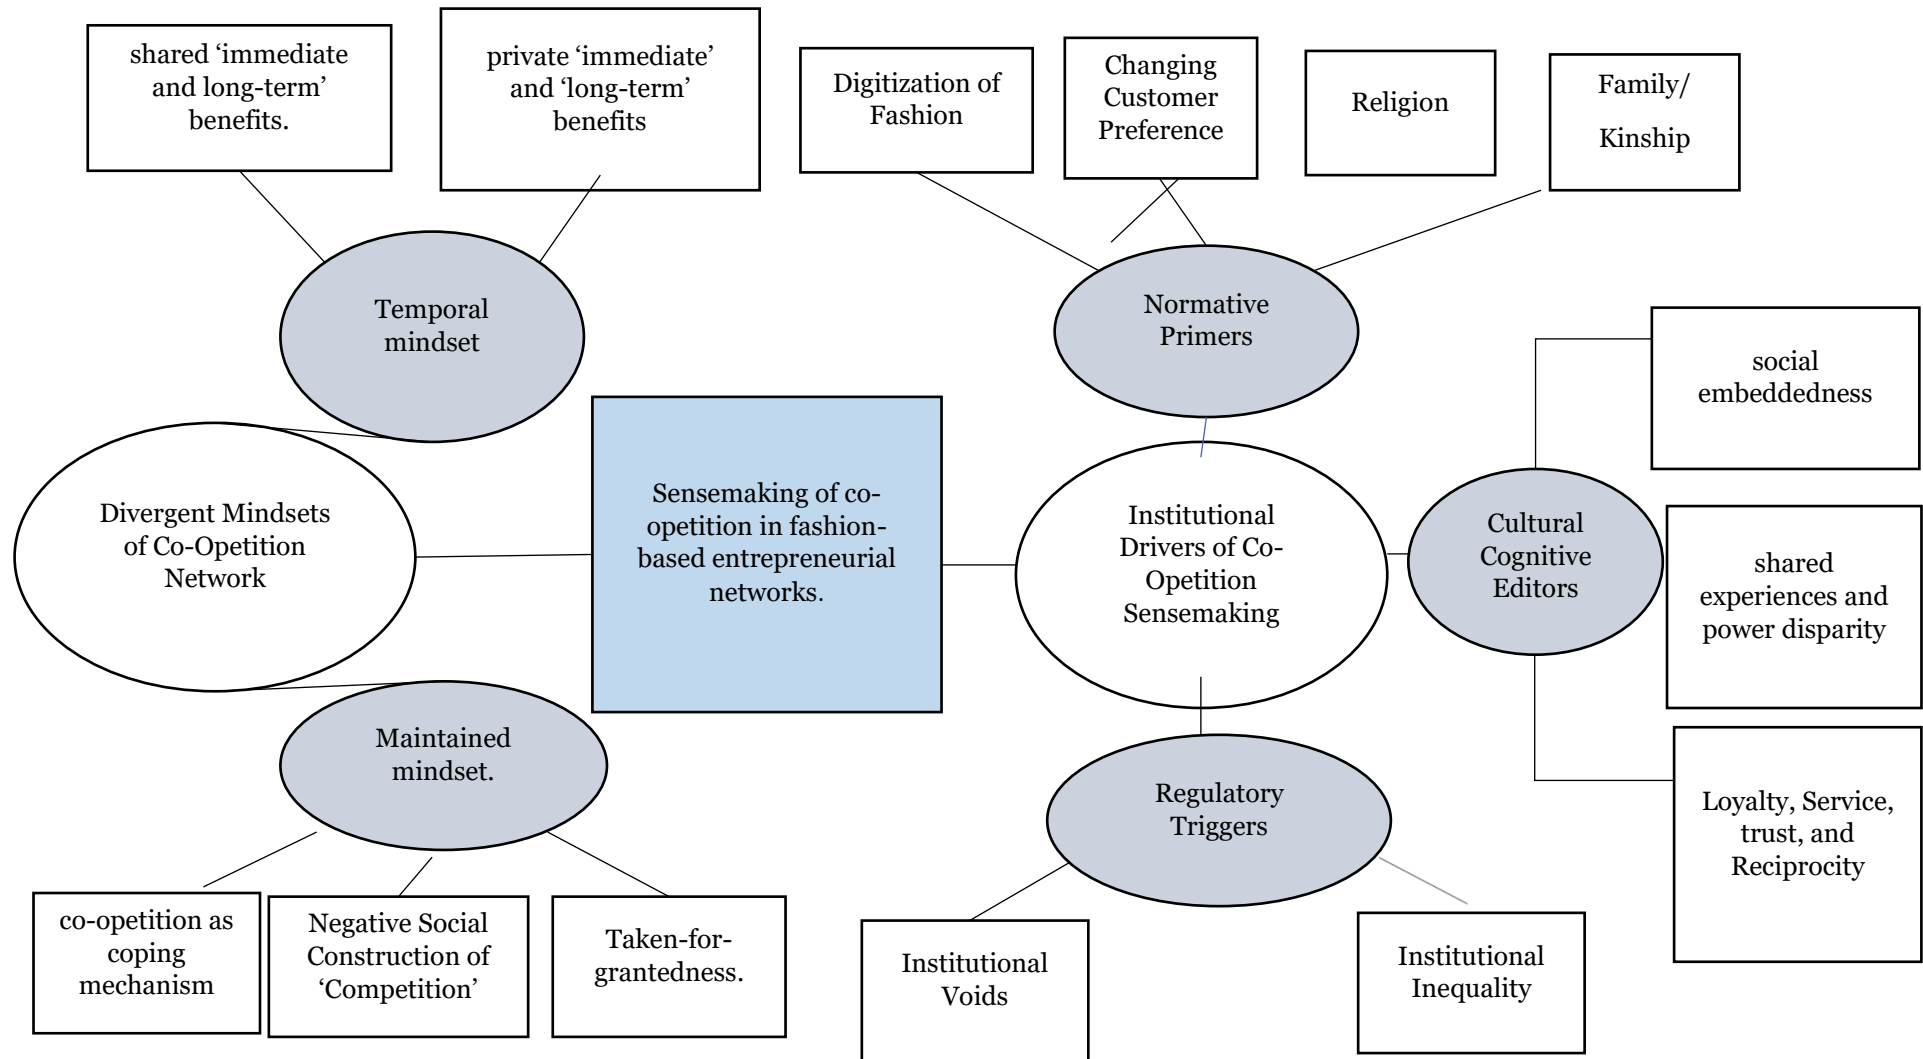 shared ‘immediate
and long-term’
benefits.
private ‘immediate’
and ‘long-term’
benefits
Digitization of
Fashion
Changing
Customer
Preference
Religion
Family/
Kinship
Temporal
mindset
Normative
Primers
social
embeddedness
Divergent Mindsets
of Co-Opetition
Network
Sensemaking of co-
opetition in fashion-
based entrepreneurial
networks.
Institutional
Drivers of Co-
Opetition
Sensemaking
Cultural
Cognitive
Editors
shared
experiences and
power disparity
Maintained
mindset.
Regulatory
Triggers
Loyalty, Service,
trust, and
Reciprocity
co-opetition as
coping
mechanism
Negative Social
Construction of
‘Competition’
Taken-for-
grantedness.
Institutional
Voids
Institutional
Inequality